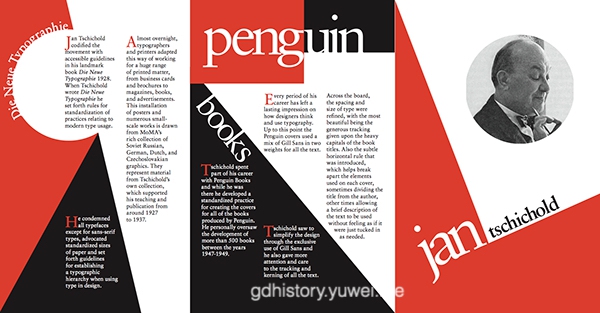 Die Neue Typographie
Jan Tschichold
codified the
movement with
accessible guidelines
in his landmark
book Die Neue
Typographie 1928.
When Tschichold
wrote Die Neue
Typographie he
set forth rules for
standardization of
practices relating to
modern type usage.
He condemned
all typefaces
except for sans-serif
types, advocated
standardized sizes
of paper and set
forth guidelines
for establishing
a typographic
hierarchy when using
type in design.
Almost overnight,
typographers
and printers adapted
this way of working
for a huge range
of printed matter,
from business cards
and brochures to
magazines, books,
and advertisements.
This installation
of posters and
numerous small-
scale works is drawn
from MoMA's
rich collection of
Soviet Russian,
German, Dutch, and
Czechoslovakian
graphics. They
represent material
from Tschichold's
own collection,
which supported
his teaching and
publication from
around 1927
to 1937.
penguin
books
Tschichold spent
part of his career
with Penguin Books
and while he was
there he developed a
standardized practice
for creating the covers
for all of the books
produced by Penguin.
He personally oversaw
the development of
more than 500 books
between the years
1947-1949.
Every period of his
career has left a
lasting impression on
how designers think
and use typography.
Up to this point the
Penguin covers used a
mix of Gill Sans in two
weights for all the text.
Tschichold saw to
simplify the design
through the exclusive
use of Gill Sans and
he also gave more
attention and care
to the tracking and
kerning of all the text.
Across the board,
the spacing and
size of type were
refined, with the most
beautiful being the
generous tracking
given upon the heavy
capitals of the book
titles. Also the subtle
horizontal rule that
was introduced,
which helps break
apart the elements
used on each cover,
sometimes dividing the
title from the author,
other times allowing
a brief description of
the text to be used
without feeling as if it
were just tucked in
as needed.
jan tschichold